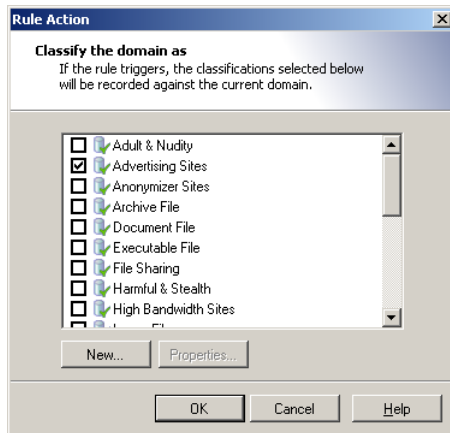 Rule Action
Classify the domain as
If the rule triggers, the classifications selected below
will be recorded against the current domain.
Adult & Nudity
Advertising Sites
Anonymizer Sites
Archive File
Document File
Executable File
File Sharing
Harmful & Stealth
High Bandwidth Sites
New...
Properties...
OK
Cancel
Help